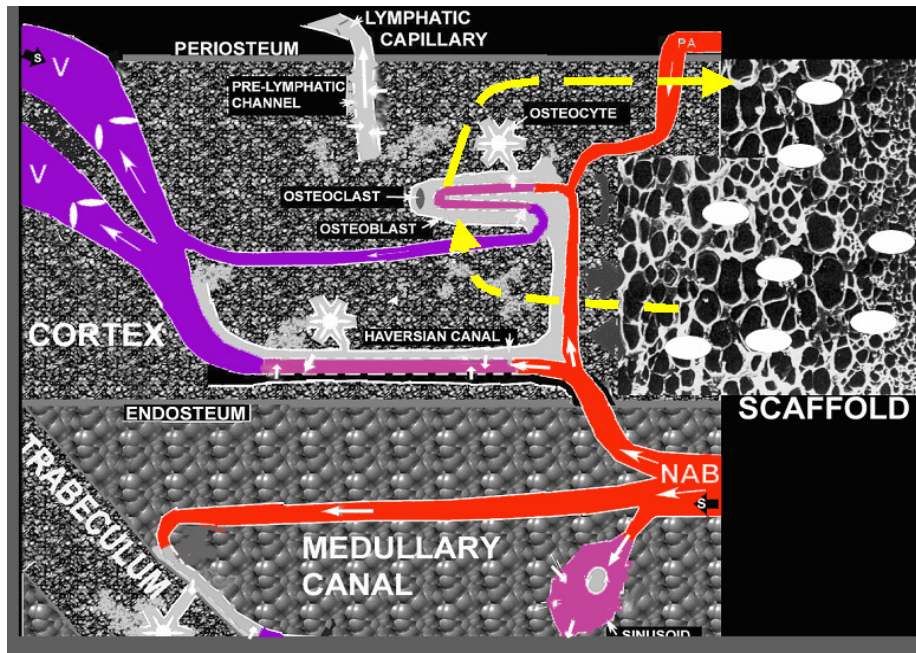 LYMPHATIC
CAPILLARY
PERIOSTEUM
PA
S
V
PRE-LYMPHATIC
CHANNEL
OSTEOCYTE
V
OSTEOCLAST
OSTEOBLAST
CORTEX
HAVERSIAN CANAL
ENDOSTEUM
SCAFFOLD
TRABECULUM
NAB
S
MEDULLARY
CANAL
SINUSOID